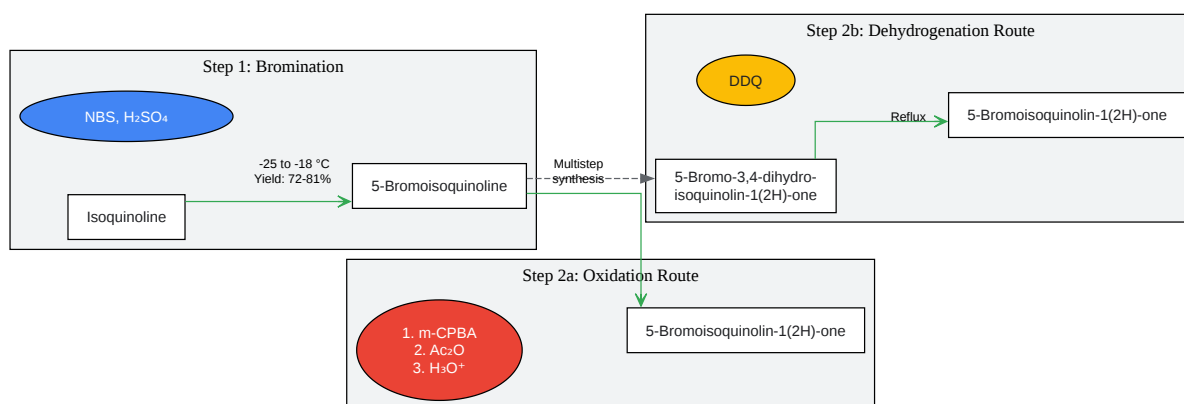 Step 1: Bromination
NBS, H₂SO₄
-25 to -18 °C
Yield: 72-81%
Isoquinoline
5-Bromoisoquinoline
Multistep
synthesis
Step 2b: Dehydrogenation Route
DDQ
5-Bromo-3,4-dihydro-
isoquinolin-1(2H)-one
Reflux
5-Bromoisoquinolin-1(2H)-one
Step 2a: Oxidation Route
1. m-CPBA
2. Ac₂O
3. H₃O⁺
5-Bromoisoquinolin-1(2H)-one